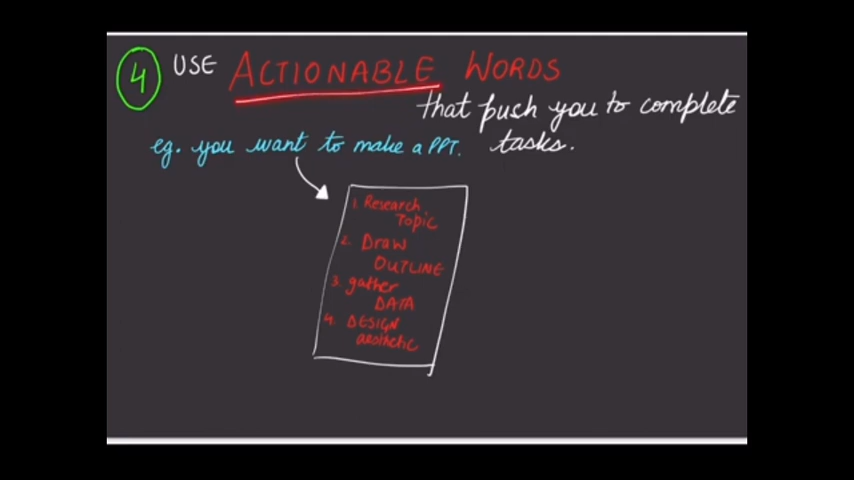 4 USE ACTIONABLE WORDS
that push you to complete
tasks.
eg. you want to make a PPT.
1. Research
Topic
2. Draw
OUTLINE
3. gather
DATA
4. DESIGN
aesthetic